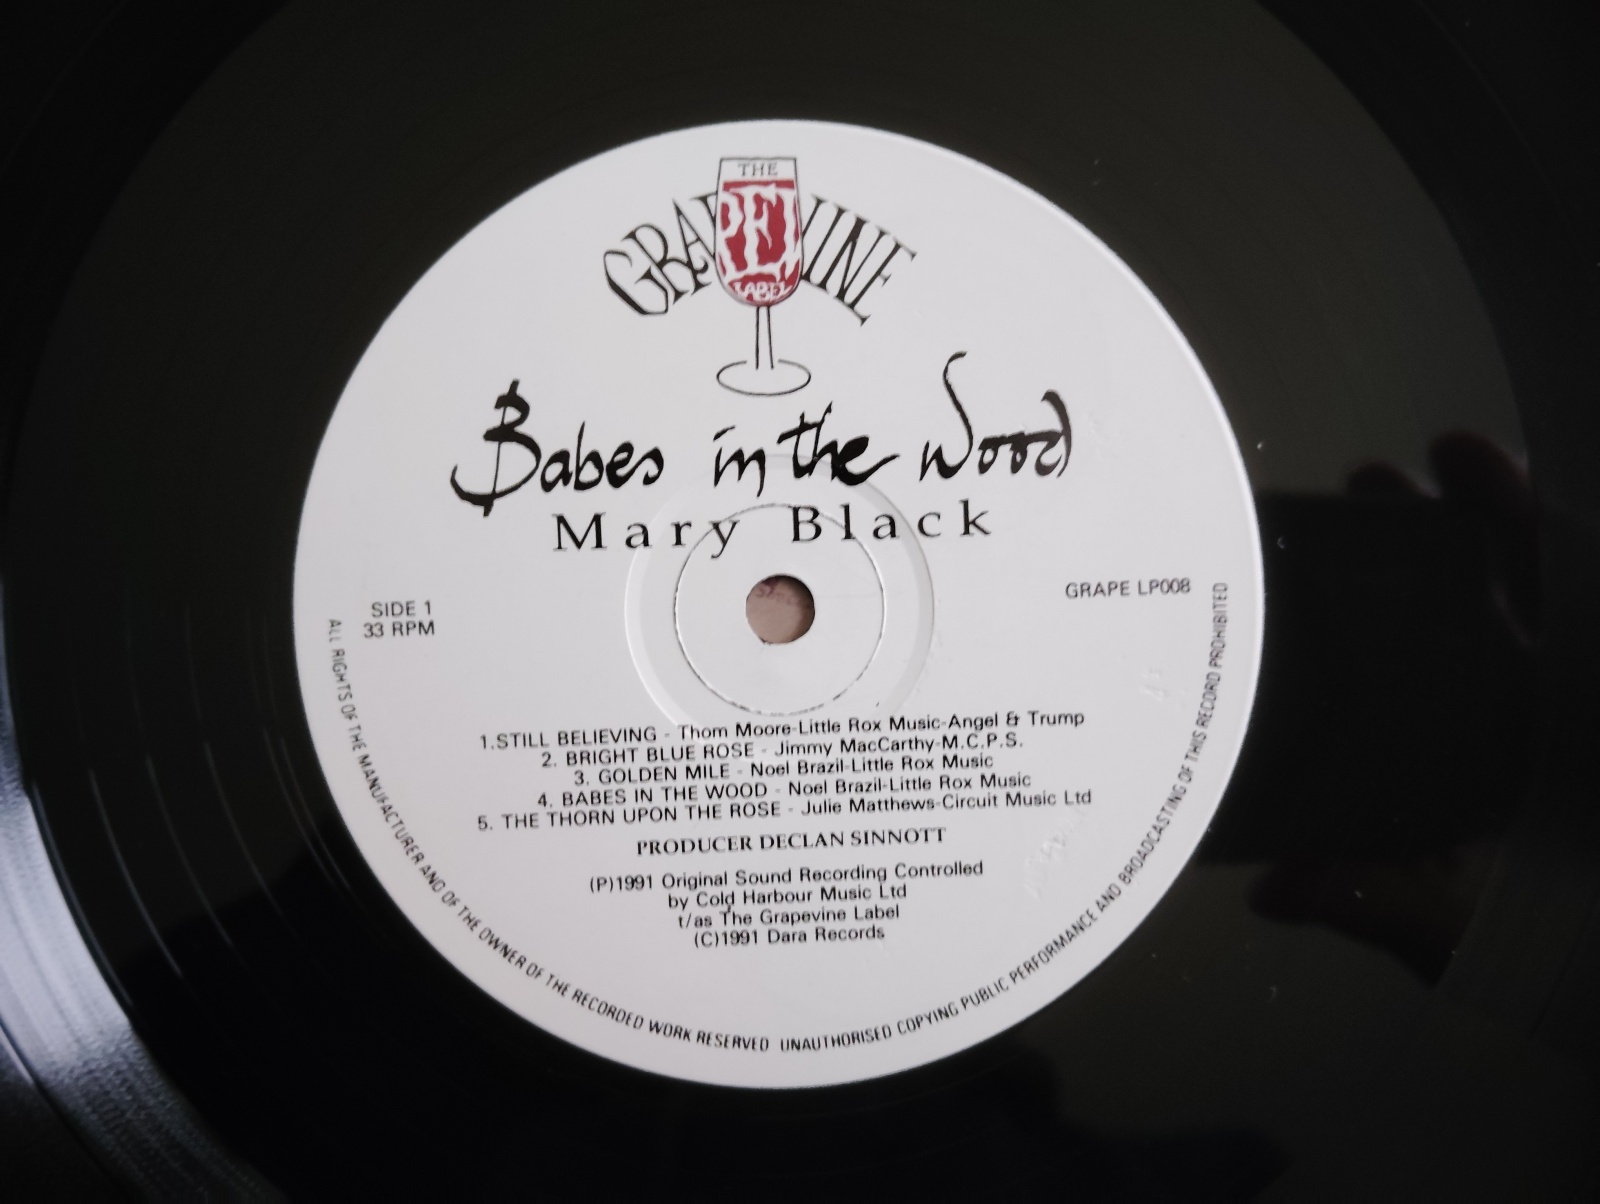 THE
GRAPEVINE
LABEL
Babes in the Wood
Mary Black
SIDE 1
33 RPM
GRAPE LP008
1.STILL BELIEVING - Thom Moore-Little Rox Music-Angel & Trump
2. BRIGHT BLUE ROSE - Jimmy MacCarthy-M.C.P.S.
3. GOLDEN MILE - Noel Brazil-Little Rox Music
4. BABES IN THE WOOD - Noel Brazil-Little Rox Music
5. THE THORN UPON THE ROSE - Julie Matthews-Circuit Music Ltd
PRODUCER DECLAN SINNOTT
(P)1991 Original Sound Recording Controlled
by Cold Harbour Music Ltd
t/as The Grapevine Label
(C)1991 Dara Records
ALL RIGHTS OF THE MANUFACTURER AND OF THE OWNER OF THE RECORDED WORK RESERVED UNAUTHORISED COPYING PUBLIC PERFORMANCE AND BROADCASTING OF THIS RECORD PROHIBITED